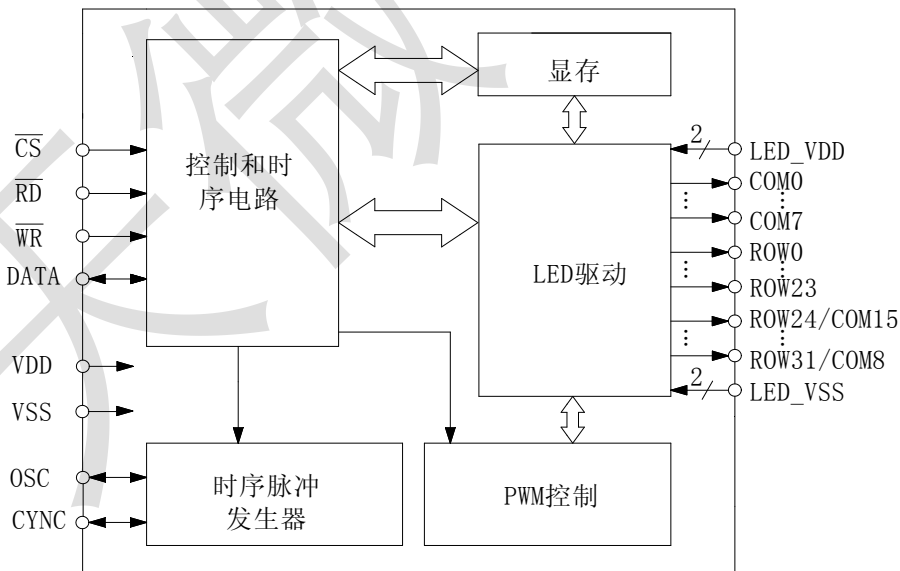 显存
控制和时
序电路
CS
RD
WR
DATA
VDD
VSS
OSC
CYNC
LED驱动
2
LED_VDD
COM0
⋮
⋮
COM7
ROW0
⋮
⋮
ROW23
ROW24/COM15
⋮
⋮
ROW31/COM8
2
LED_VSS
时序脉冲
发生器
PWM控制
天微